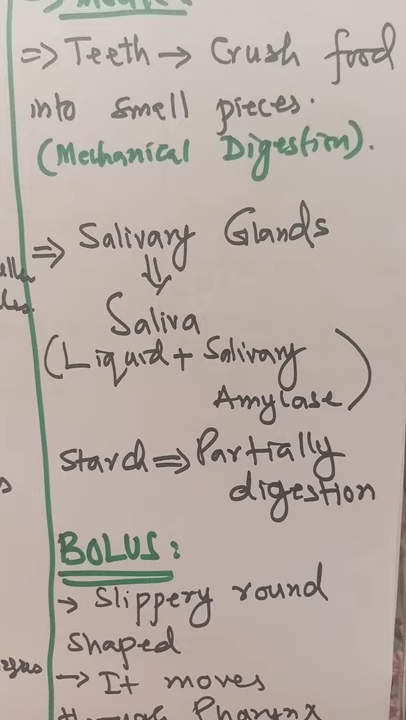 ⇒ Teeth → Crush food
into smell pieces.
(Mechanical Digestion).
⇒ Salivary Glands
⇓
Saliva
(Liquid + Salivary
Amylase)
Starch ⇒ Partially
digestion
BOLUS:
→ Slippery round
shaped
→ It moves
Pharynx